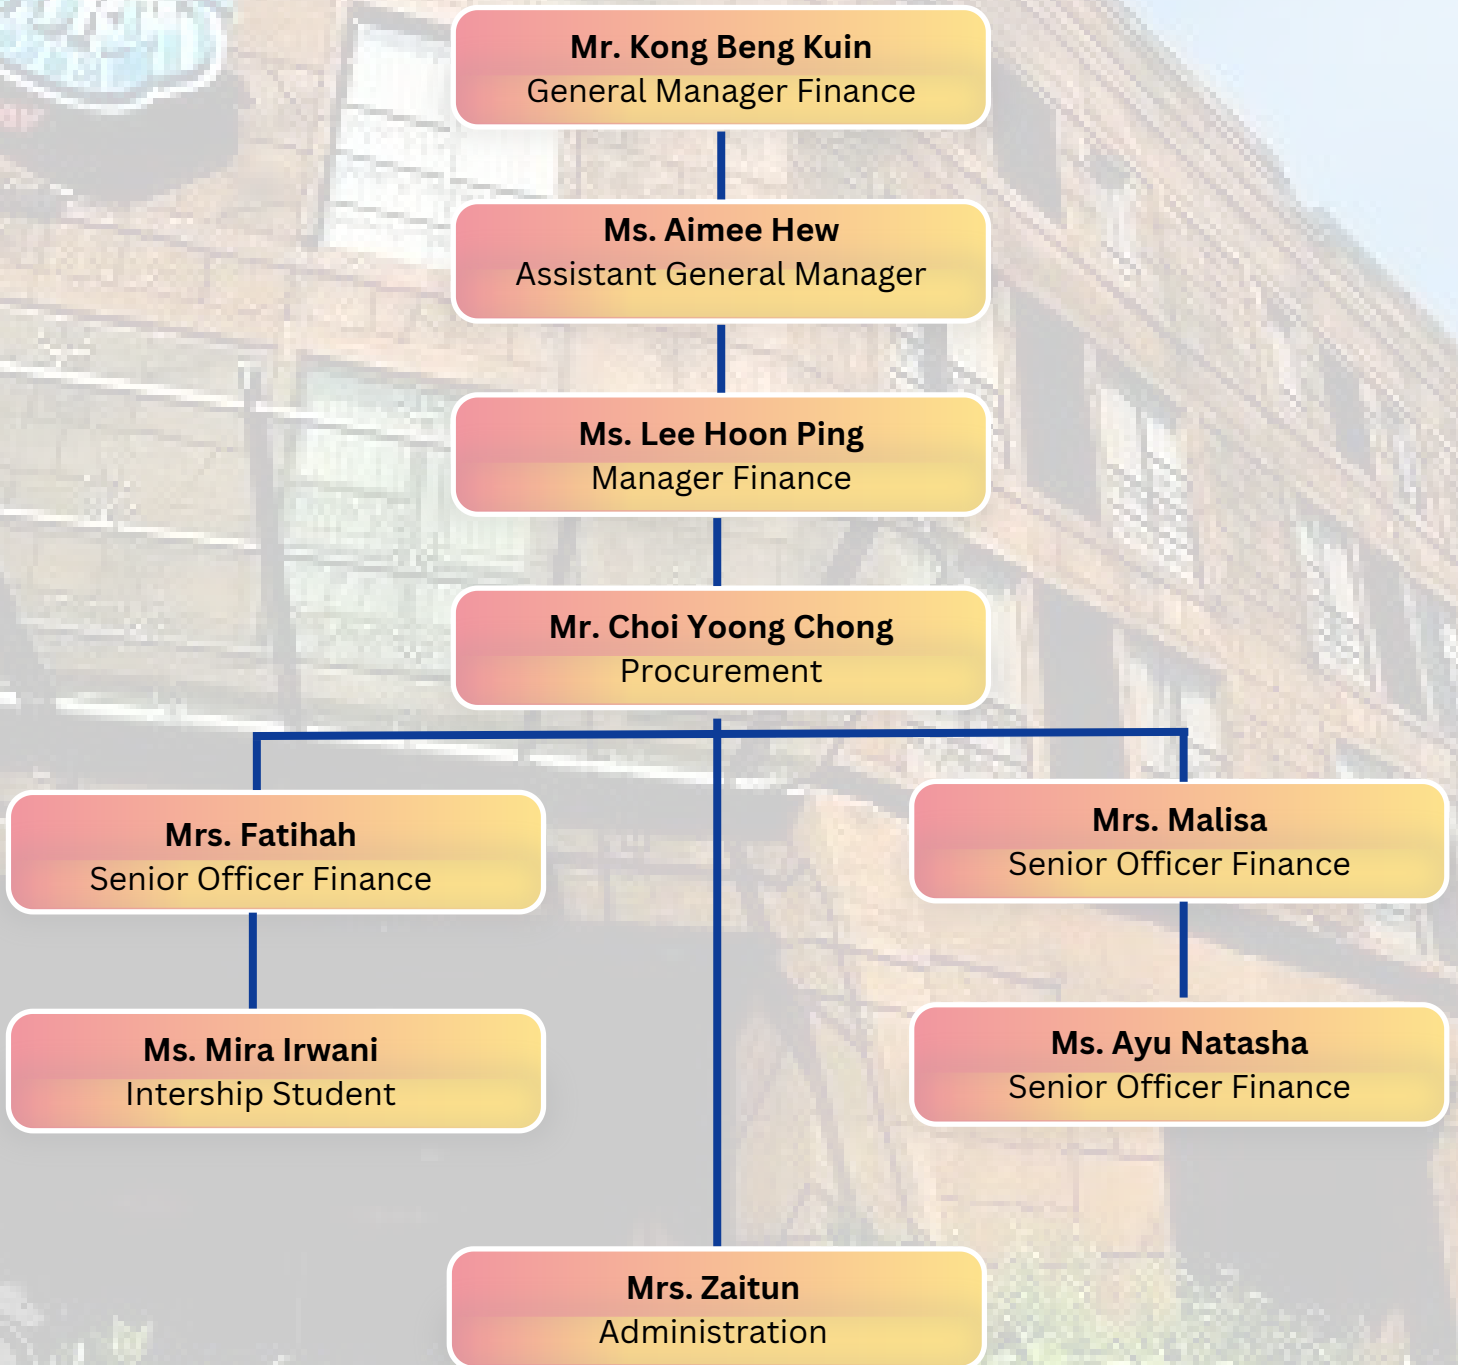 Mr. Kong Beng Kuin
General Manager Finance
Ms. Aimee Hew
Assistant General Manager
Ms. Lee Hoon Ping
Manager Finance
Mr. Choi Yoong Chong
Procurement
Mrs. Fatihah
Senior Officer Finance
Mrs. Malisa
Senior Officer Finance
Ms. Mira Irwani
Intership Student
Ms. Ayu Natasha
Senior Officer Finance
Mrs. Zaitun
Administration